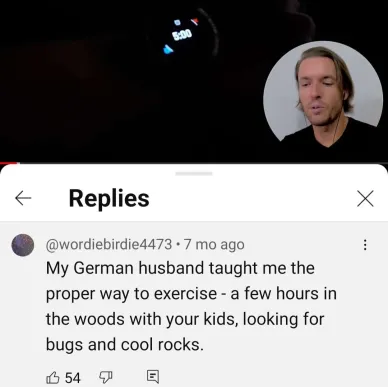 5:00
Replies
@wordiebirdie4473 • 7 mo ago
My German husband taught me the
proper way to exercise - a few hours in
the woods with your kids, looking for
bugs and cool rocks.
54